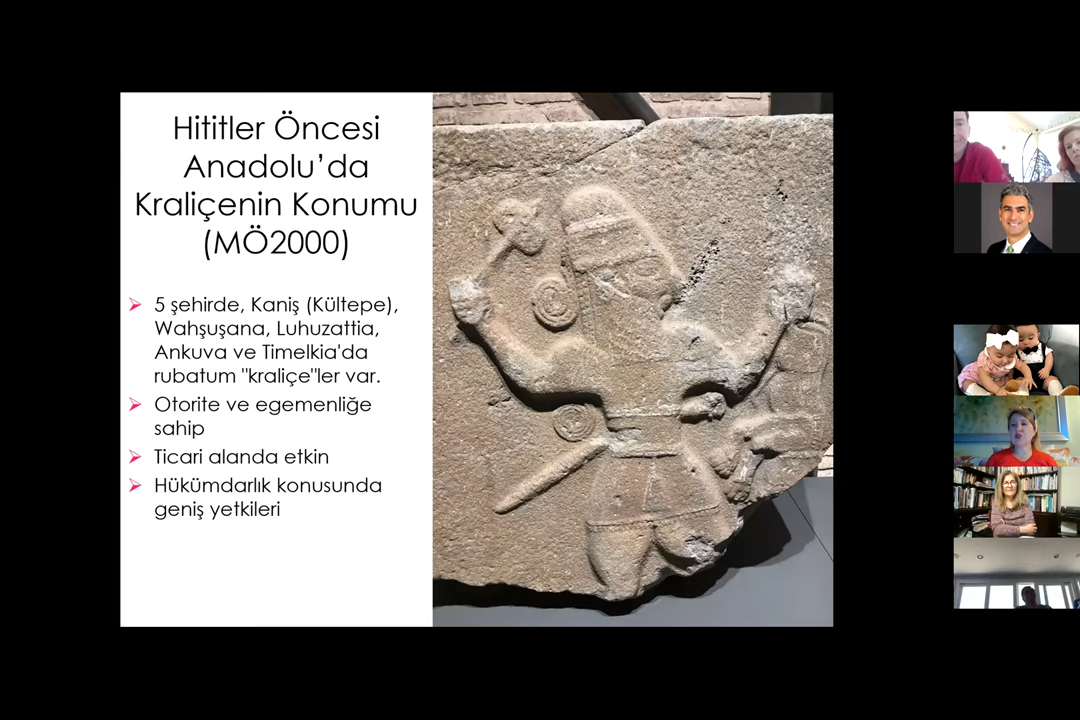 Hititler Öncesi
Anadolu’da
Kraliçenin Konumu
(MÖ2000)
5 şehirde, Kaniş (Kültepe),
Wahşuşana, Luhuzattia,
Ankuva ve Timelkia'da
rubatum "kraliçe"ler var.
Otorite ve egemenliğe
sahip
Ticari alanda etkin
Hükümdarlık konusunda
geniş yetkileri